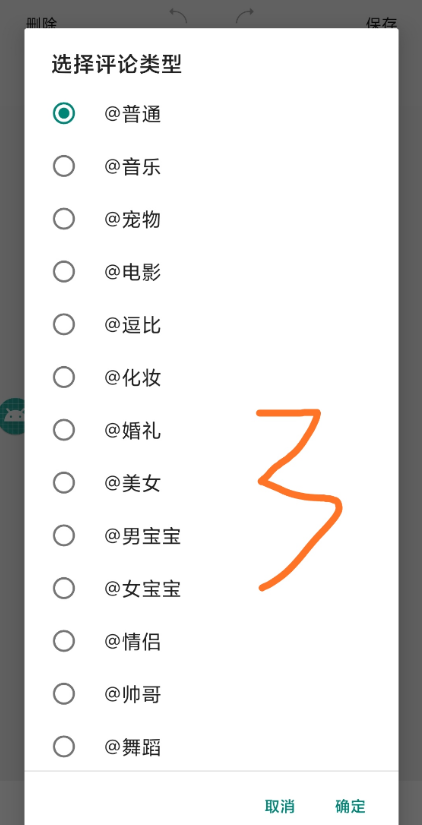 删除
保存
选择评论类型
@普通
@音乐
@宠物
@电影
@逗比
@化妆
@婚礼
@美女
3
@男宝宝
@女宝宝
@情侣
@帅哥
@舞蹈
取消
确定